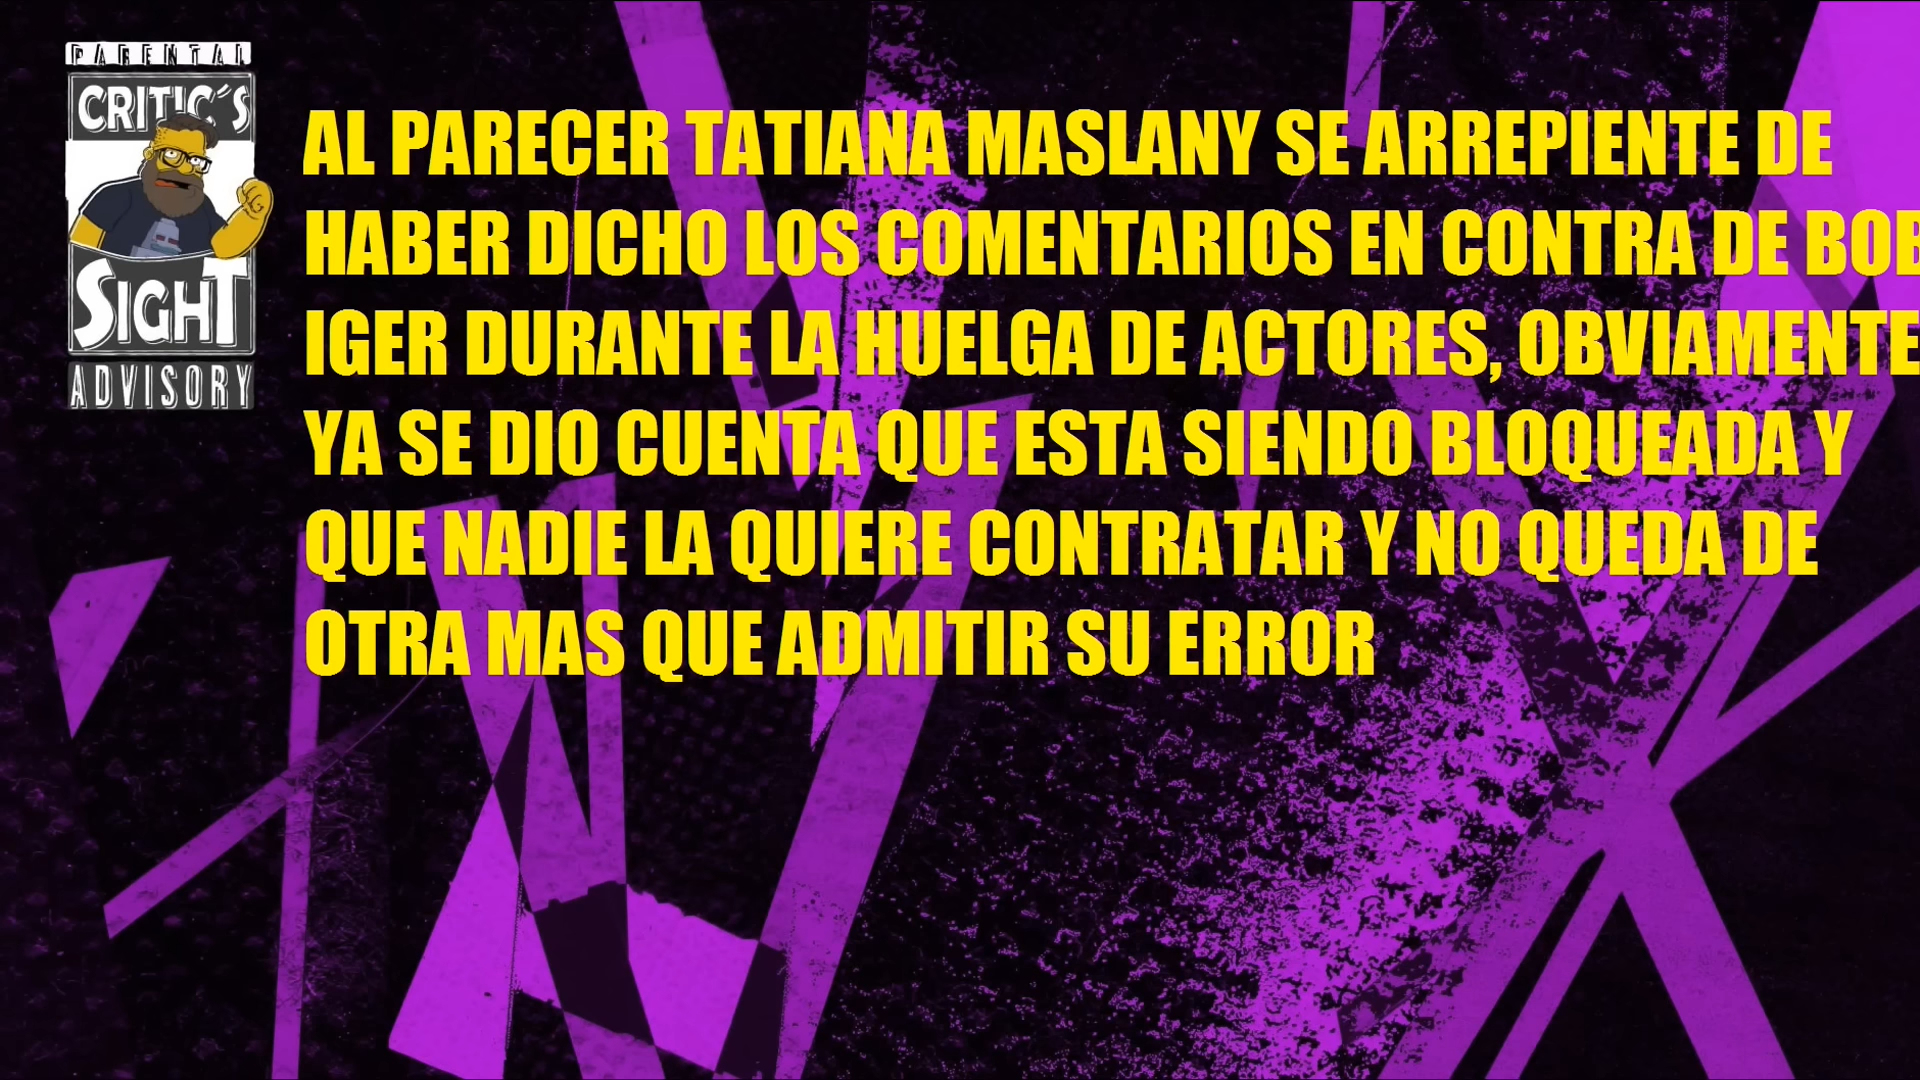 PARENTAL
CRITIC´S
SIGHT
ADVISORY
AL PARECER TATIANA MASLANY SE ARREPIENTE DE
HABER DICHO LOS COMENTARIOS EN CONTRA DE BOB
IGER DURANTE LA HUELGA DE ACTORES, OBVIAMENTE
YA SE DIO CUENTA QUE ESTA SIENDO BLOQUEADA Y
QUE NADIE LA QUIERE CONTRATAR Y NO QUEDA DE
OTRA MAS QUE ADMITIR SU ERROR